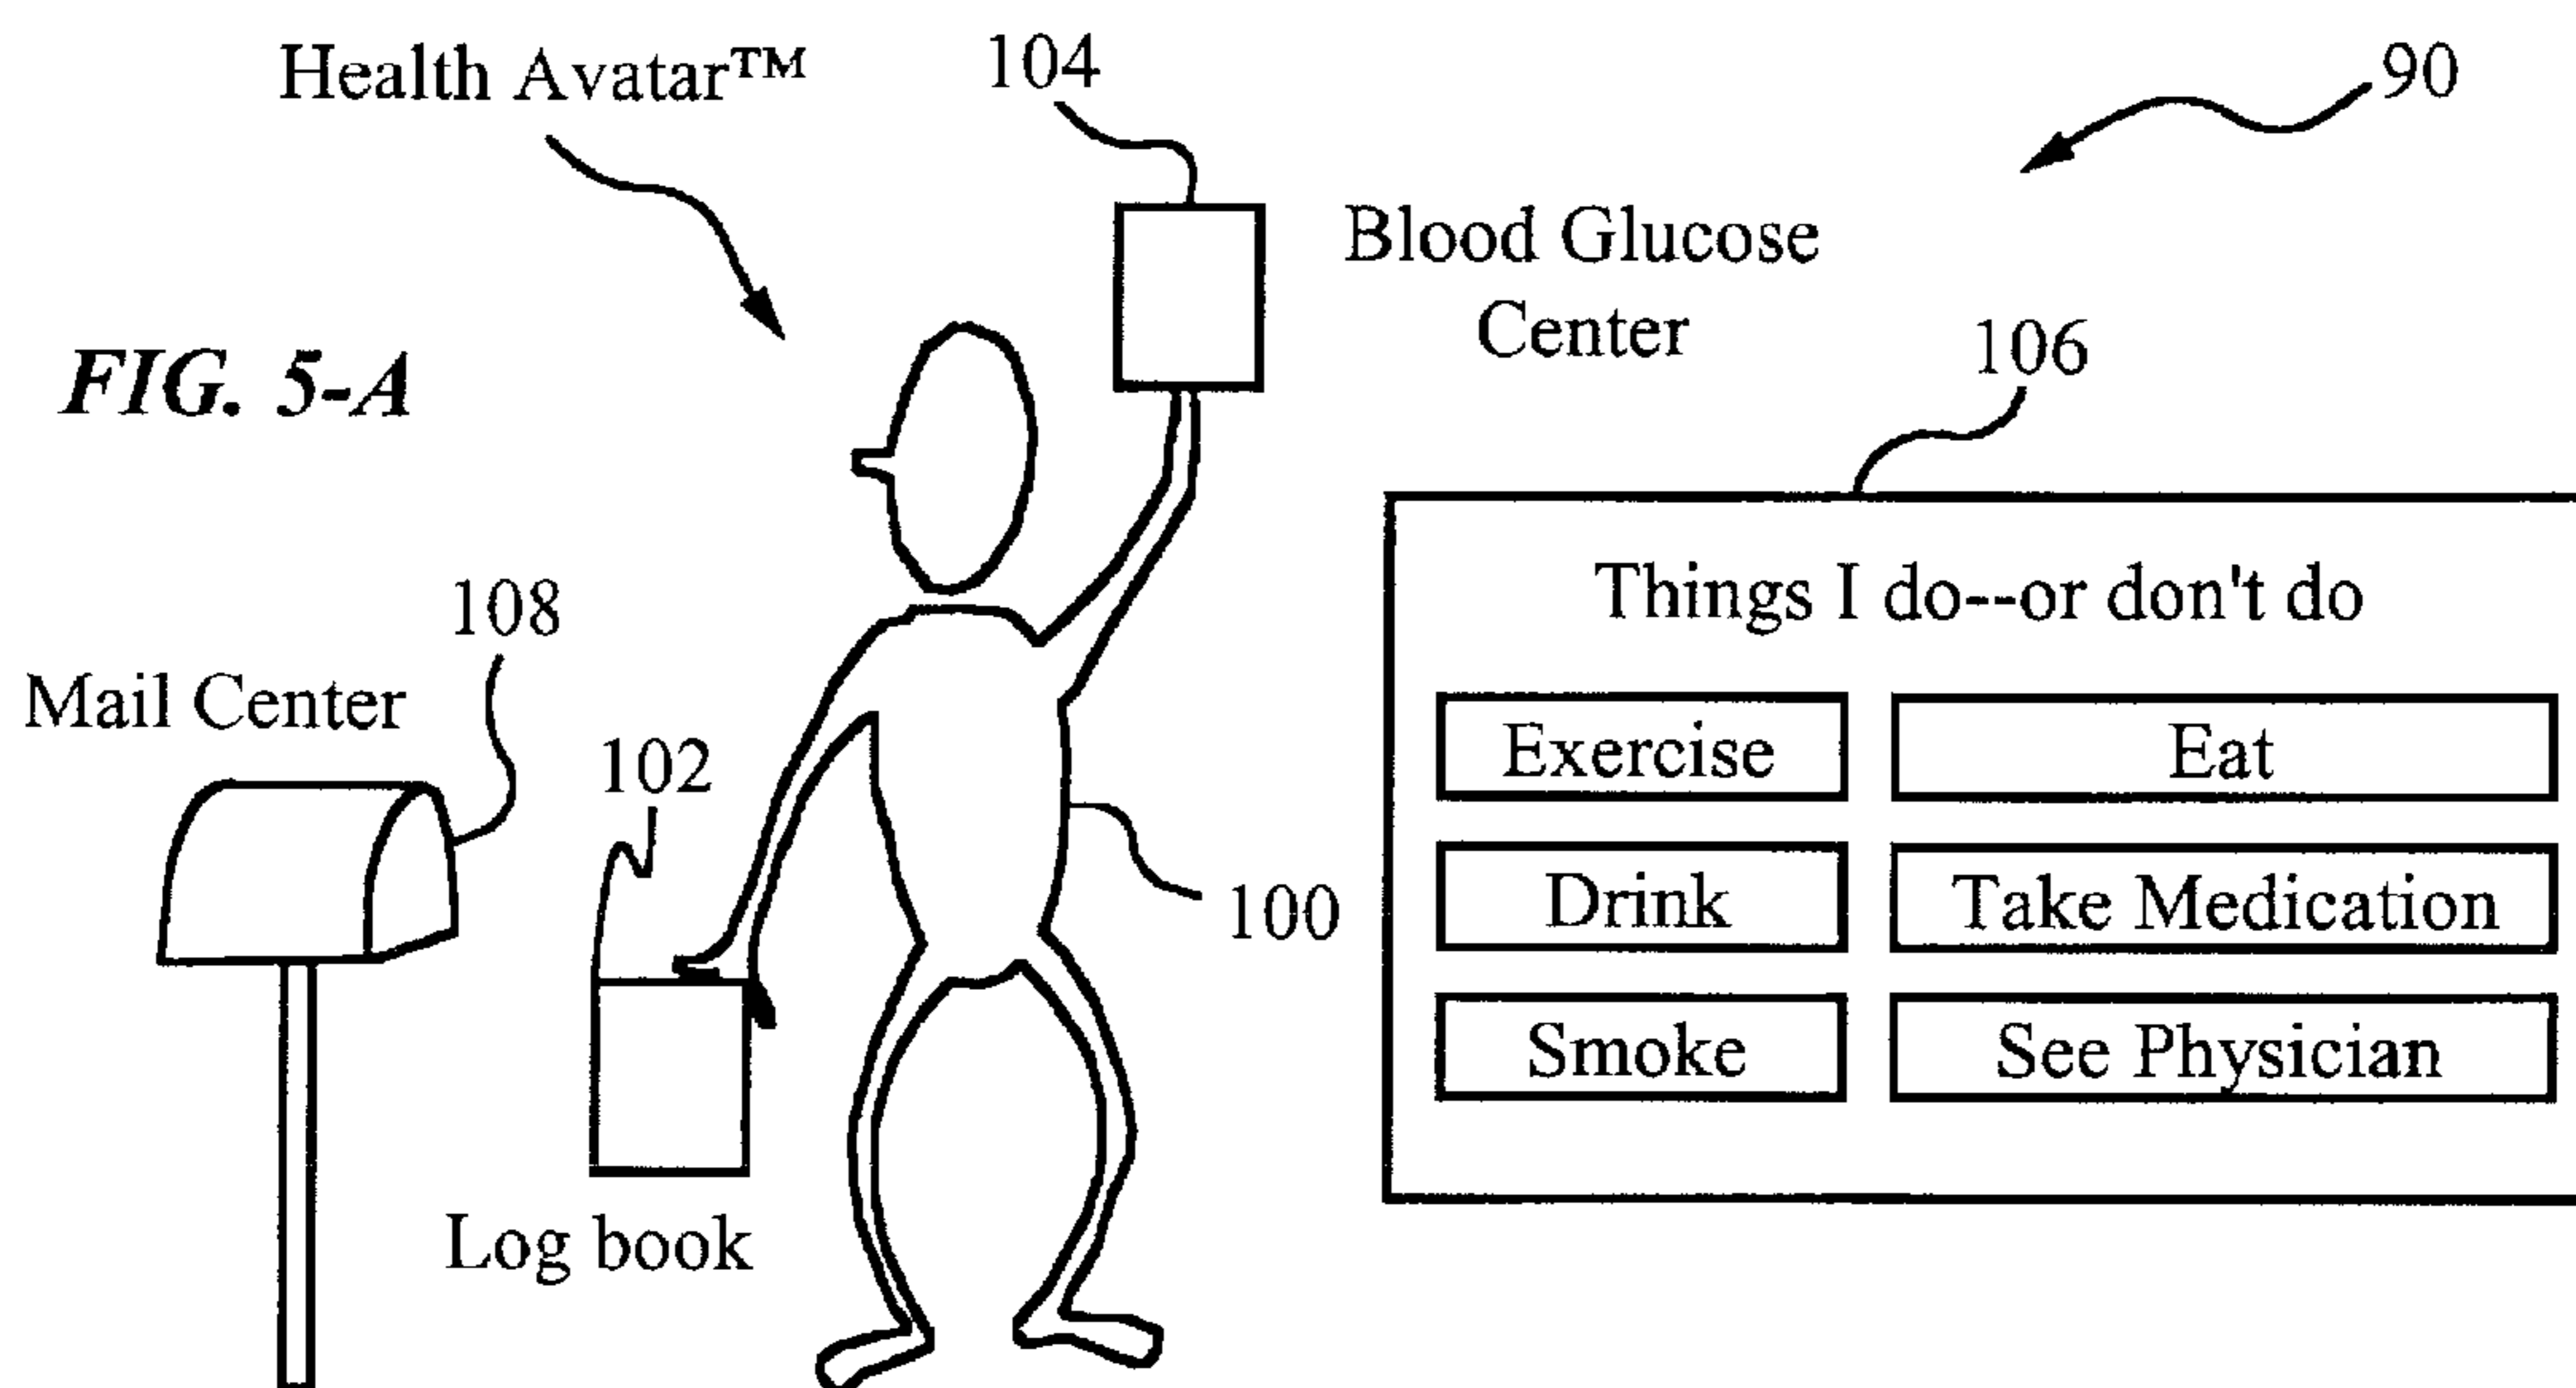 Health Avatar™
104
90
Blood Glucose
Center
106
FIG. 5-A
Things I do--or don't do
108
Mail Center
Exercise
Eat
102
Drink
Take Medication
100
Smoke
See Physician
Log book